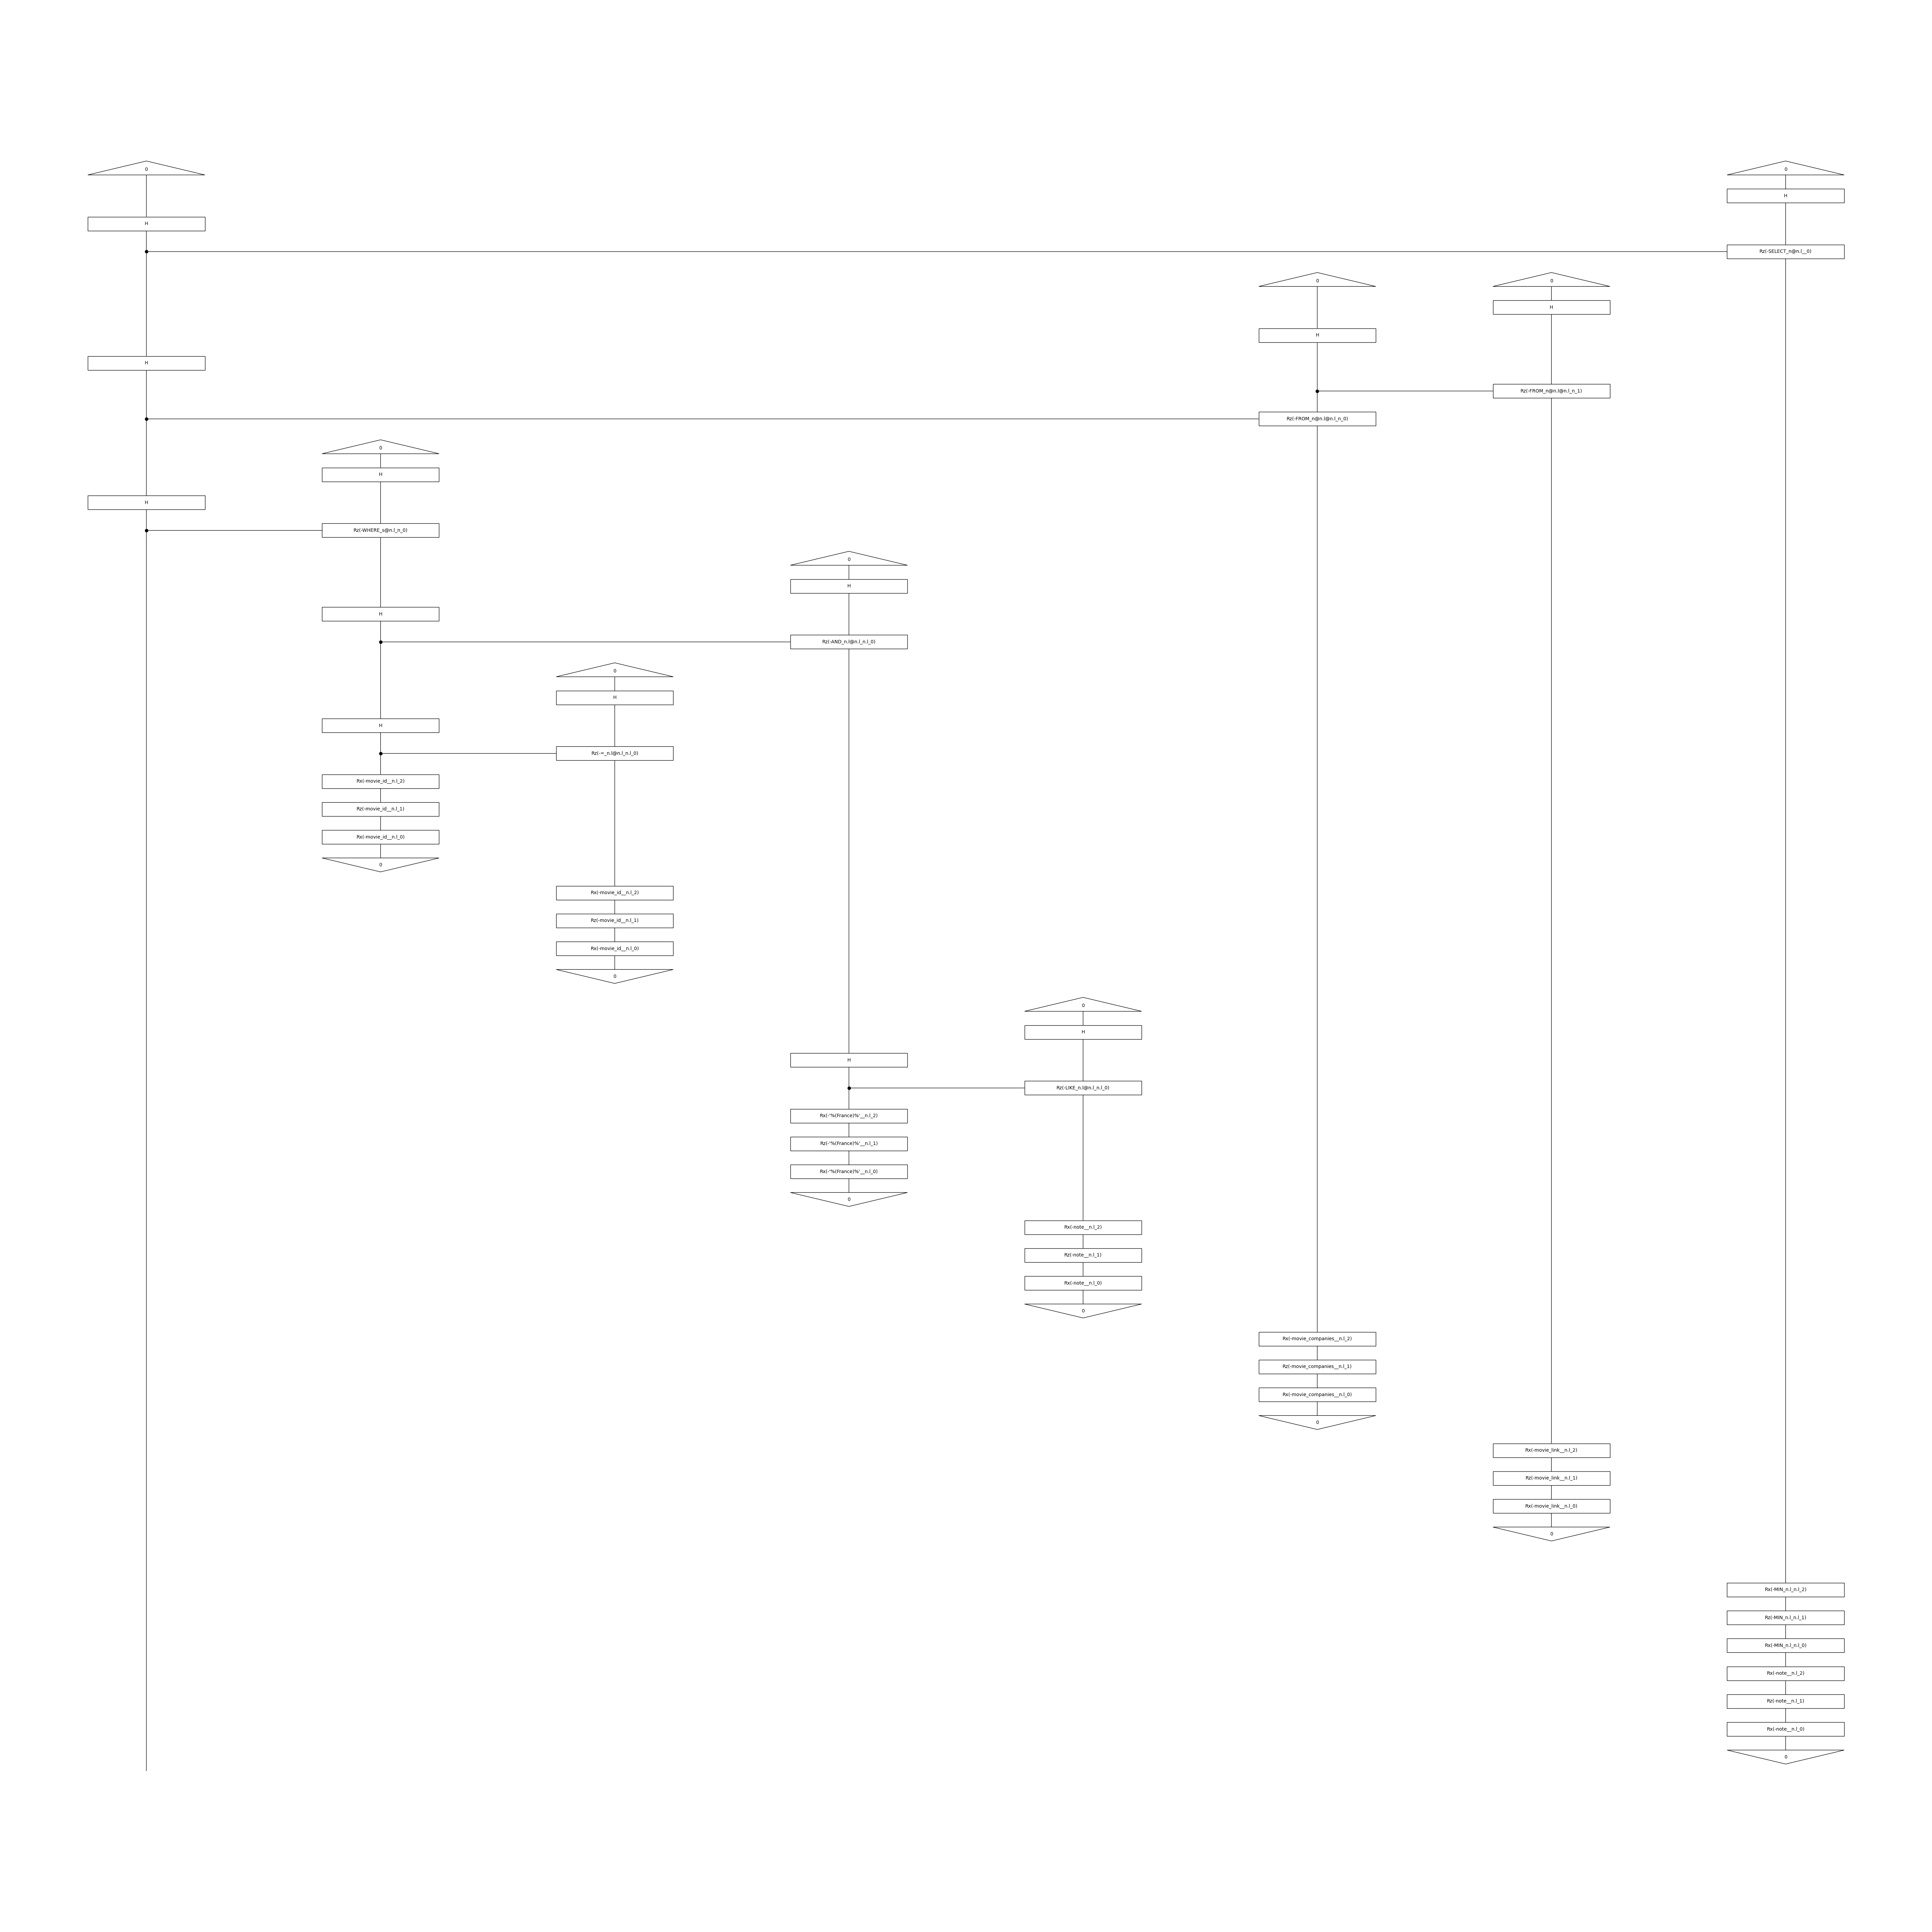 0 0
H
H
Rz(-SELECT_n@n.l__0)
0 0
H
H
H
Rz(-FROM_n@n.l@n.l_n_1)
Rz(-FROM_n@n.l@n.l_n_0)
0
H
H
Rz(-WHERE_s@n.l_n_0)
0
H
H
Rz(-AND_n.l@n.l_n.l_0)
0
H
H
Rz(-=_n.l@n.l_n.l_0)
Rx(-movie_id__n.l_2)
Rz(-movie_id__n.l_1)
Rx(-movie_id__n.l_0)
0
Rx(-movie_id__n.l_2)
Rz(-movie_id__n.l_1)
Rx(-movie_id__n.l_0)
0
0
H
H
Rz(-LIKE_n.l@n.l_n.l_0)
Rx(-'%(France)%'__n.l_2)
Rz(-'%(France)%'__n.l_1)
Rx(-'%(France)%'__n.l_0)
0
Rx(-note__n.l_2)
Rz(-note__n.l_1)
Rx(-note__n.l_0)
0
Rx(-movie_companies__n.l_2)
Rz(-movie_companies__n.l_1)
Rx(-movie_companies__n.l_0)
0
Rx(-movie_link__n.l_2)
Rz(-movie_link__n.l_1)
Rx(-movie_link__n.l_0)
0
Rx(-MIN_n.l_n.l_2)
Rz(-MIN_n.l_n.l_1)
Rx(-MIN_n.l_n.l_0)
Rx(-note__n.l_2)
Rz(-note__n.l_1)
Rx(-note__n.l_0)
0